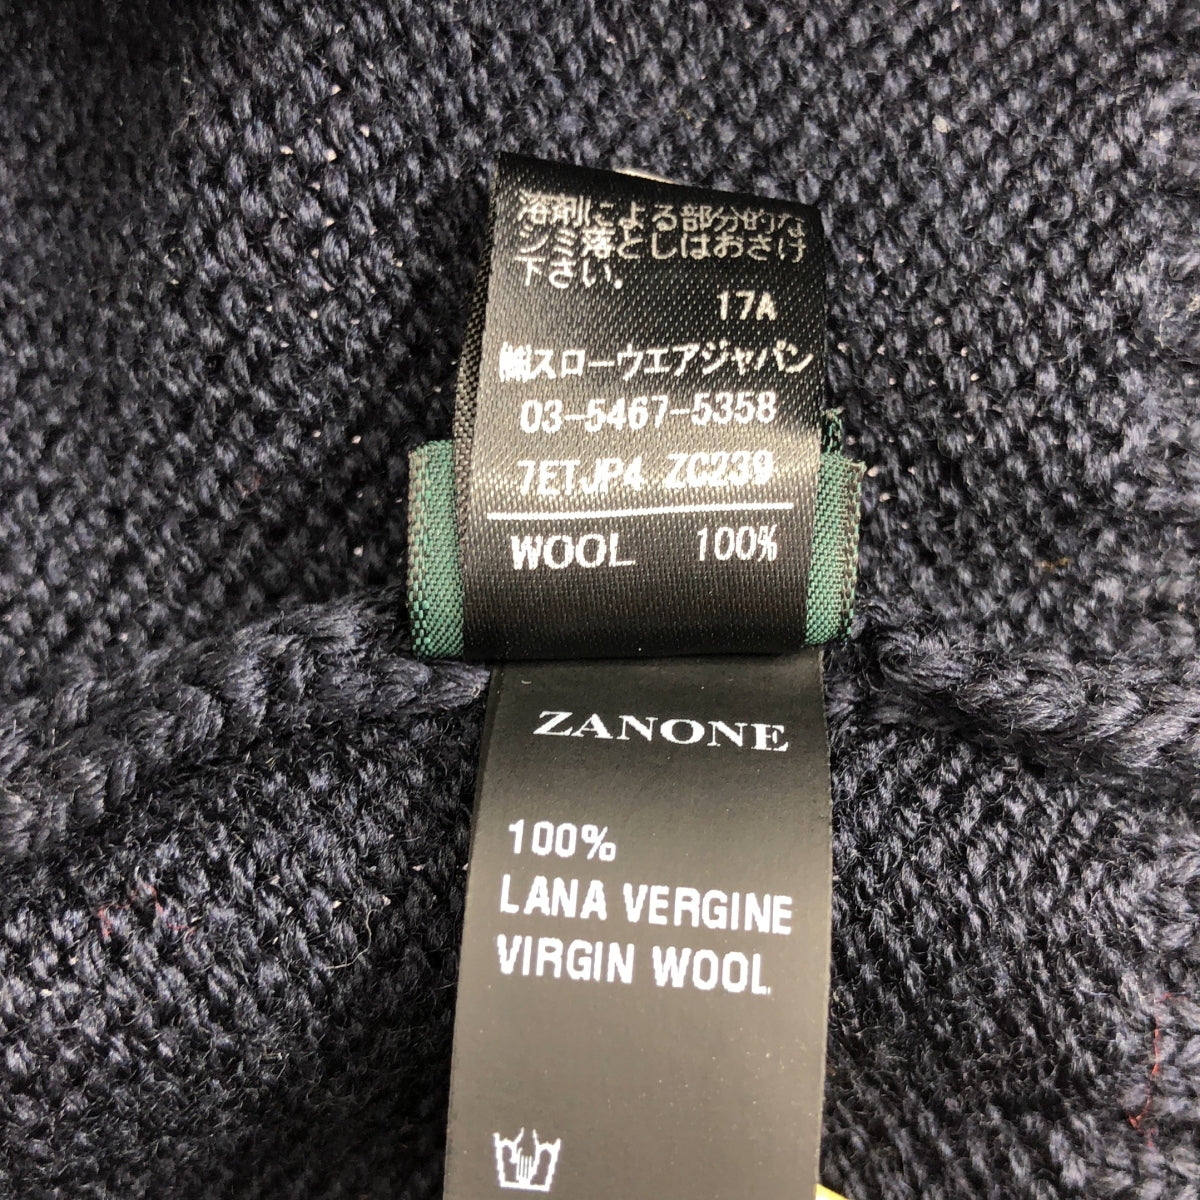 溶剤による部分的な
シミ落としはおさけ
下さい。
17A
㈱スローウエアジャパン
03-5467-5358
7ETJP4 ZC239
WOOL 100%
ZANONE
100%
LANA VERGINE
VIRGIN WOOL